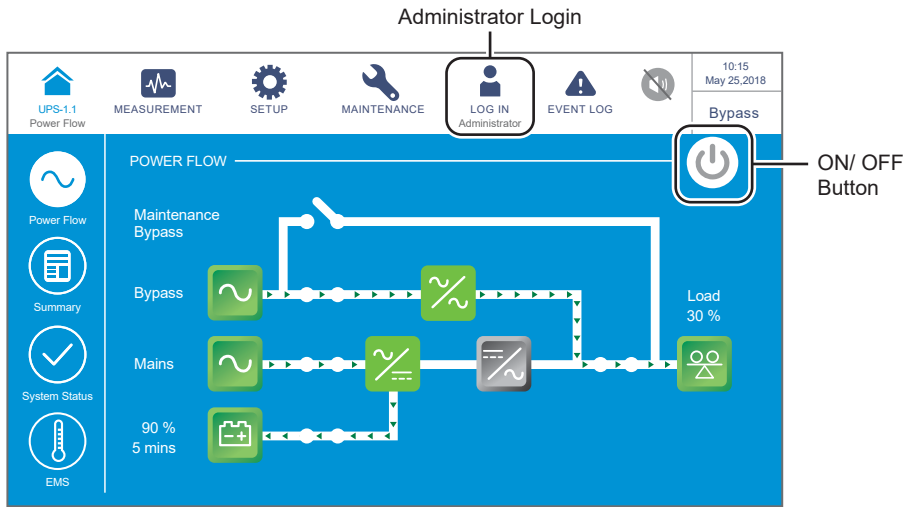 Administrator Login
UPS-1.1
Power Flow
MEASUREMENT
SETUP
MAINTENANCE
LOG IN
Administrator
EVENT LOG
10:15
May 25,2018
Bypass
ON/ OFF
Button
POWER FLOW
Power Flow
Summary
System Status
EMS
Maintenance
Bypass
Bypass
Load
30 %
Mains
90 %
5 mins